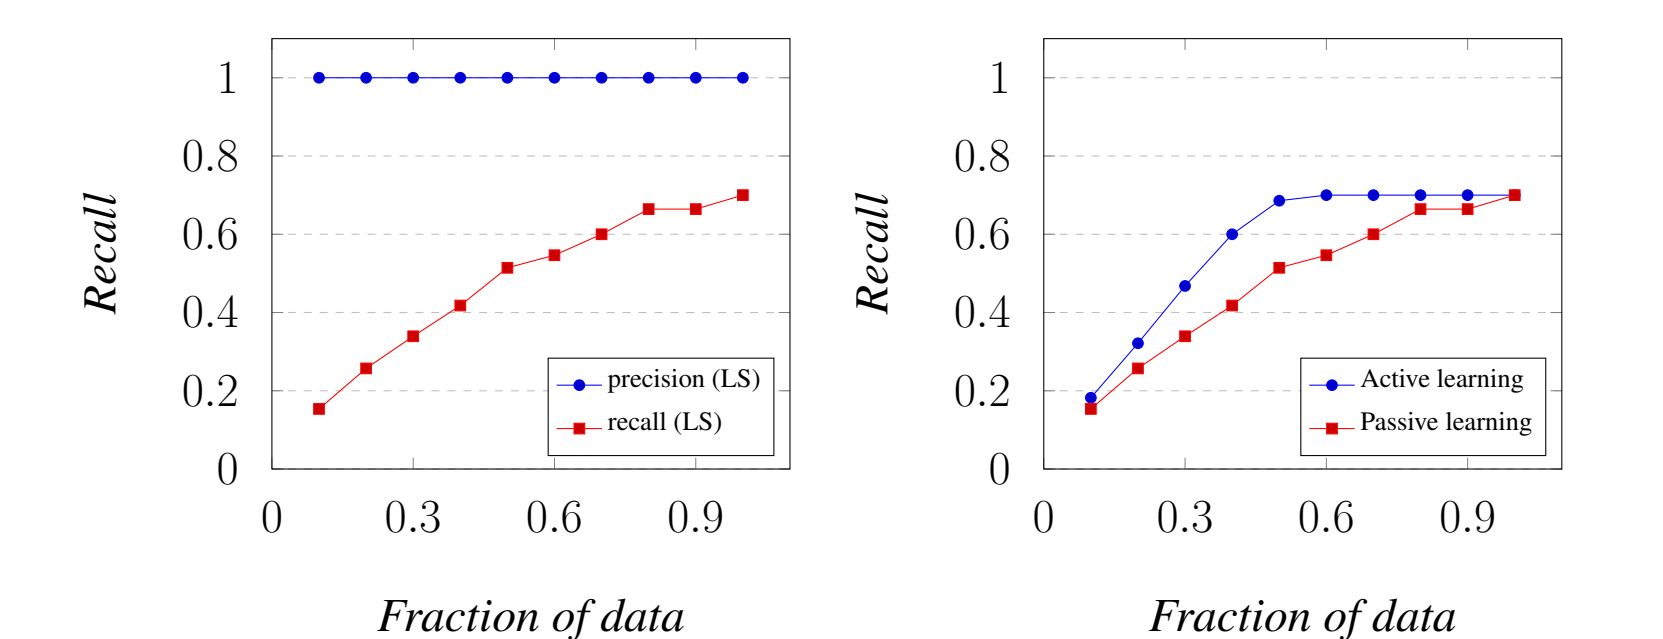 1
0.8
0.6
0.4
0.2
0
0
0.3
0.6
0.9
Recall
Fraction of data
precision (LS)
recall (LS)
1
0.8
0.6
0.4
0.2
0
0
0.3
0.6
0.9
Recall
Fraction of data
Active learning
Passive learning